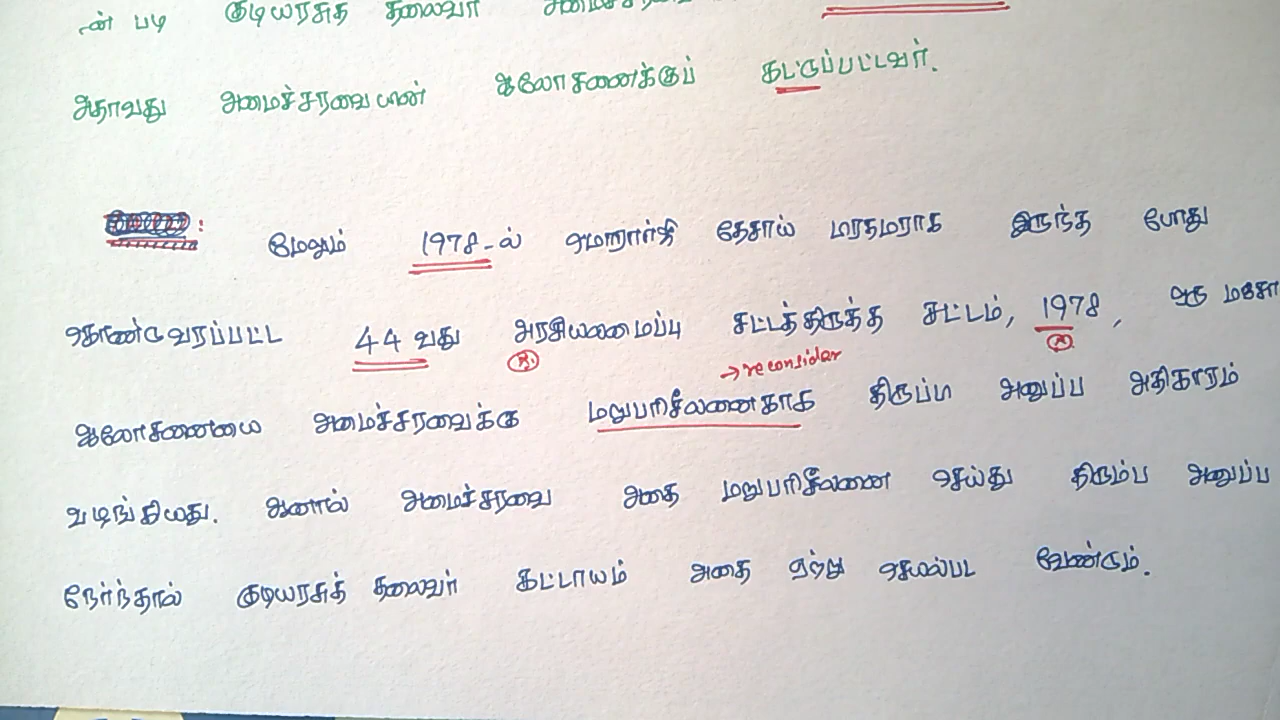 ன் படி குடியரசுத் தலைவர்
அதாவது அமைச்சரவையின் ஆலோசனைக்குப் கட்டுப்பட்டவர்.
: மேலும் 1978-ல் மொரார்ஜி தேசாய் பிரதமராக இருந்த போது
கொண்டுவரப்பட்ட 44 வது அரசியலமைப்பு சட்டத்திருத்த சட்டம், 1978, ஒரு
→ reconsider
ஆலோசனையை அமைச்சரவைக்கு மறுபரிசீலனைகாக திருப்பி அனுப்ப அதிகாரம்
வழங்கியது. ஆனால் அமைச்சரவை அதை மறுபரிசீலனை செய்து திரும்ப அனுப்ப
நேர்ந்தால் குடியரசுத் தலைவர் கட்டாயம் அதை ஏற்று செயல்பட வேண்டும்.